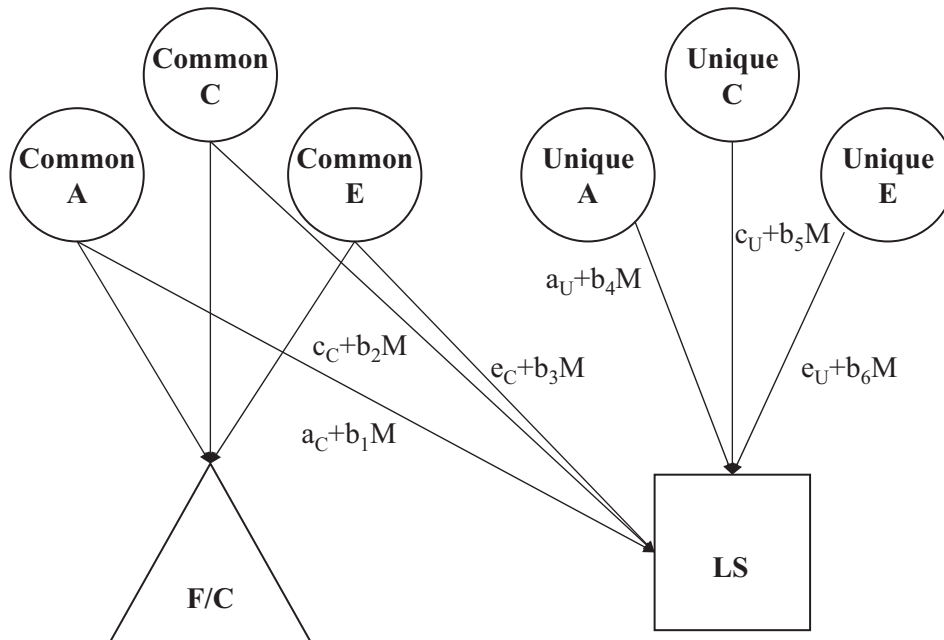 Common
C
Unique
C
Common
A
Common
E
Unique
A
Unique
E
c_U+b_5M
a_U+b_4M
c_C+b_2M
e_C+b_3M
e_U+b_6M
a_C+b_1M
F/C
LS